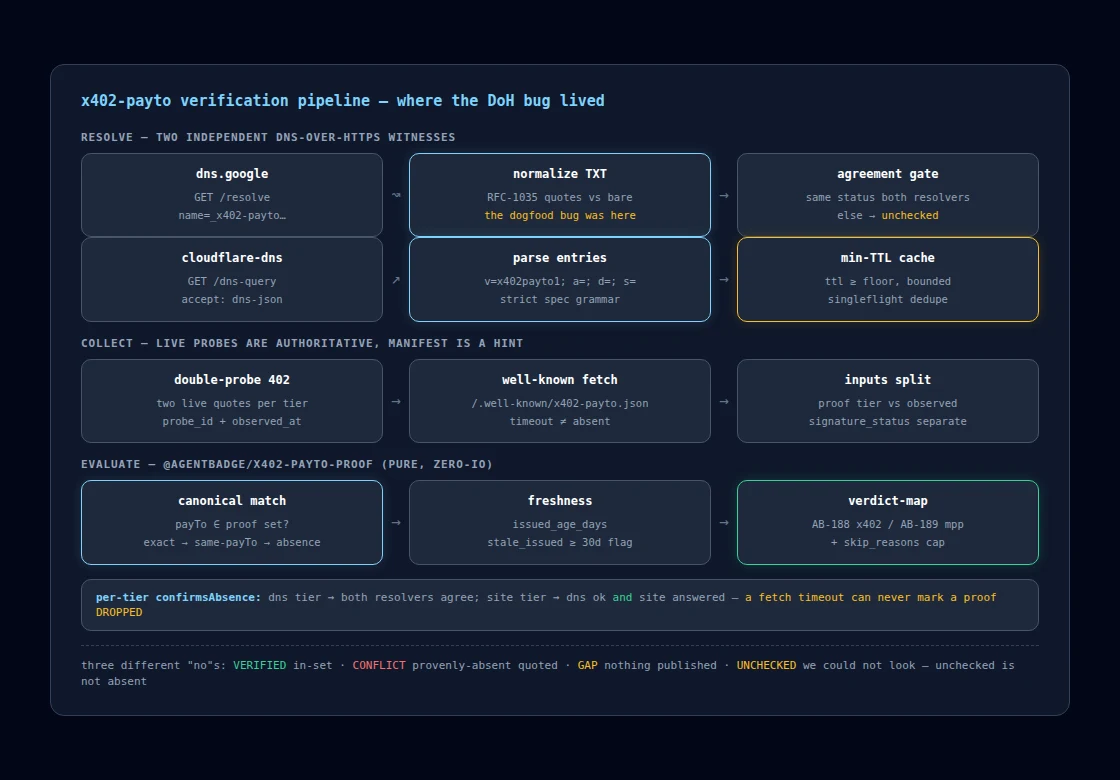 x402-payto verification pipeline — where the DoH bug lived
RESOLVE — TWO INDEPENDENT DNS-OVER-HTTPS WITNESSES
dns.google
GET /resolve
name=_x402-payto…
↝
normalize TXT
RFC-1035 quotes vs bare
the dogfood bug was here
→
agreement gate
same status both resolvers
else → unchecked
cloudflare-dns
GET /dns-query
accept: dns-json
↗
parse entries
v=x402payto1; a=; d=; s=
strict spec grammar
→
min-TTL cache
ttl ≥ floor, bounded
singleflight dedupe
COLLECT — LIVE PROBES ARE AUTHORITATIVE, MANIFEST IS A HINT
double-probe 402
two live quotes per tier
probe_id + observed_at
→
well-known fetch
/.well-known/x402-payto.json
timeout ≠ absent
→
inputs split
proof tier vs observed
signature_status separate
EVALUATE — @AGENTBADGE/X402-PAYTO-PROOF (PURE, ZERO-IO)
canonical match
payTo ∈ proof set?
exact → same-payTo → absence
→
freshness
issued_age_days
stale_issued ≥ 30d flag
→
verdict-map
AB-188 x402 / AB-189 mpp
+ skip_reasons cap
per-tier confirmsAbsence: dns tier → both resolvers agree; site tier → dns ok and site answered — a fetch timeout can never mark a proof
DROPPED
three different "no"s: VERIFIED in-set · CONFLICT provenly-absent quoted · GAP nothing published · UNCHECKED we could not look — unchecked is
not absent